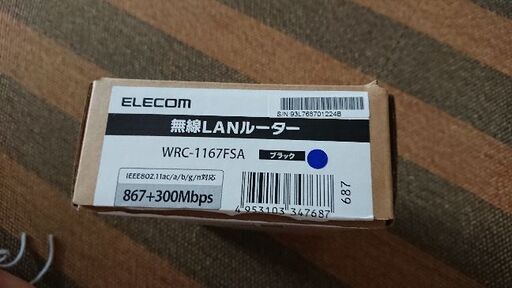 ELECOM
S/N 93L768701224B
無線LANルーター
WRC-1167FSA ブラック
IEEE802.11ac/a/b/g/n対応
867+300Mbps
4 953103 347687
687